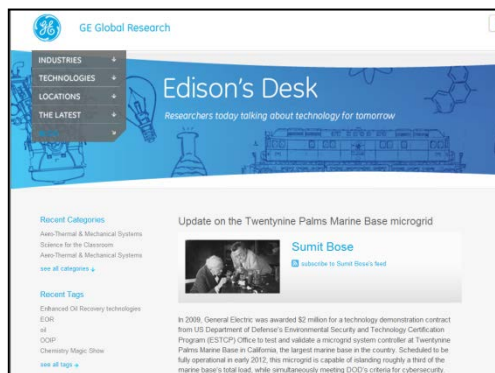 GE Global Research
INDUSTRIES
TECHNOLOGIES
LOCATIONS
THE LATEST
Edison's Desk
Researchers today talking about technology for tomorrow
Recent Categories
Aero-Thermal & Mechanical Systems
Science for the Classroom
Aero-Thermal & Mechanical Systems
see all categories
Recent Tags
Enhanced Oil Recovery technologies
EOR
oil
OOIP
Chemistry Magic Show
see all tags
Update on the Twentynine Palms Marine Base microgrid
Sumit Bose
subscribe to Sumit Bose's feed
In 2009, General Electric was awarded $2 million for a technology demonstration contract
from US Department of Defense's Environmental Security and Technology Certification
Program (ESTCP) Office to test and validate a microgrid system controller at Twentynine
Palms Marine Base in California, the largest marine base in the country. Scheduled to be
fully operational in early 2012, this microgrid is capable of islanding roughly a third of the
marine base's total load, while simultaneously meeting DOD's criteria for cybersecurity.